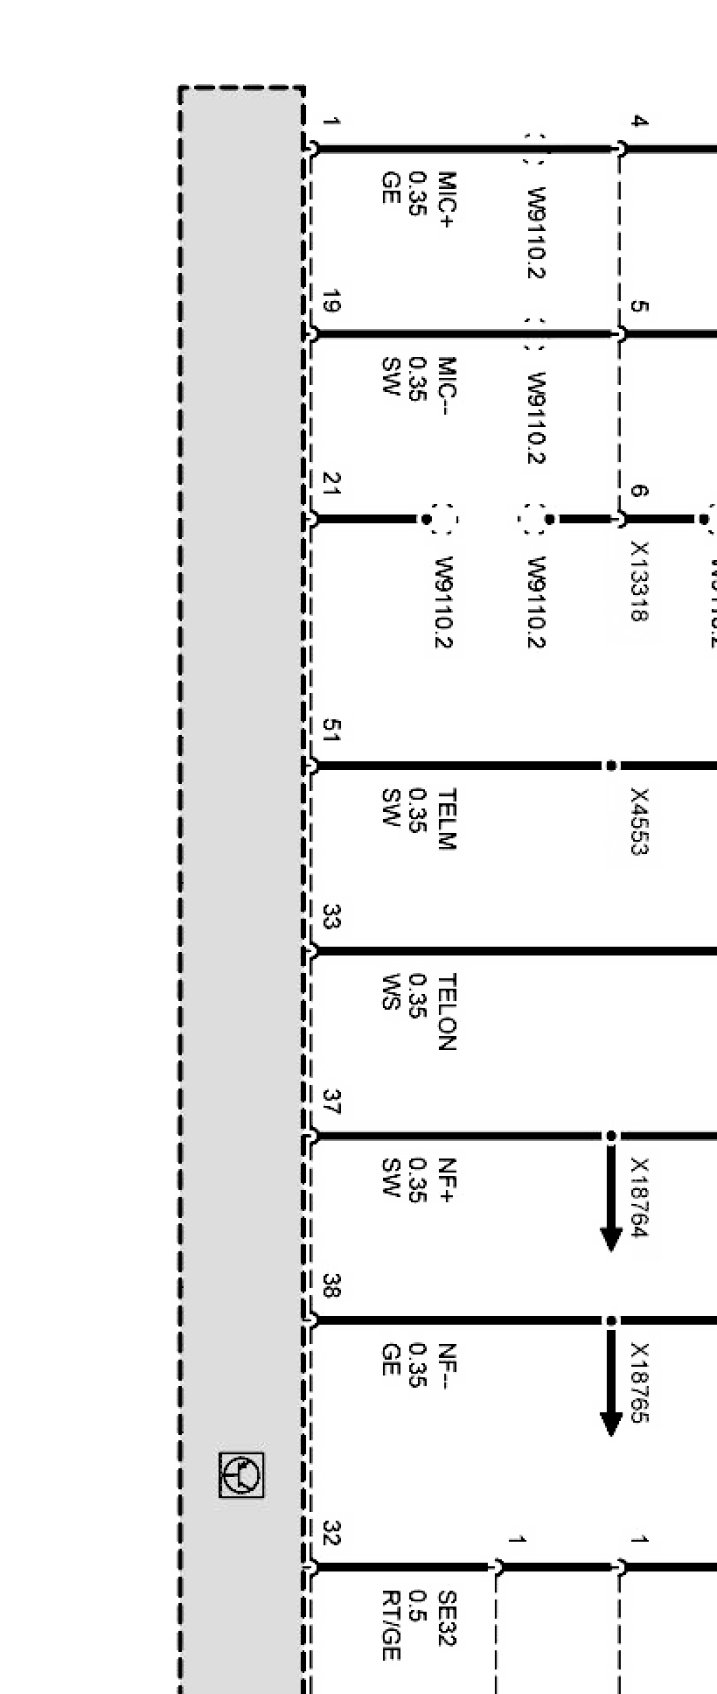 1
4
MIC+
0.35
GE
W9110.2
19
5
MIC--
0.35
SW
W9110.2
21
6
W9110.2
W9110.2
X13318
51
TELM
0.35
SW
X4553
33
TELON
0.35
WS
37
NF+
0.35
SW
X18764
38
NF--
0.35
GE
X18765
32
1
1
SE32
0.5
RT/GE